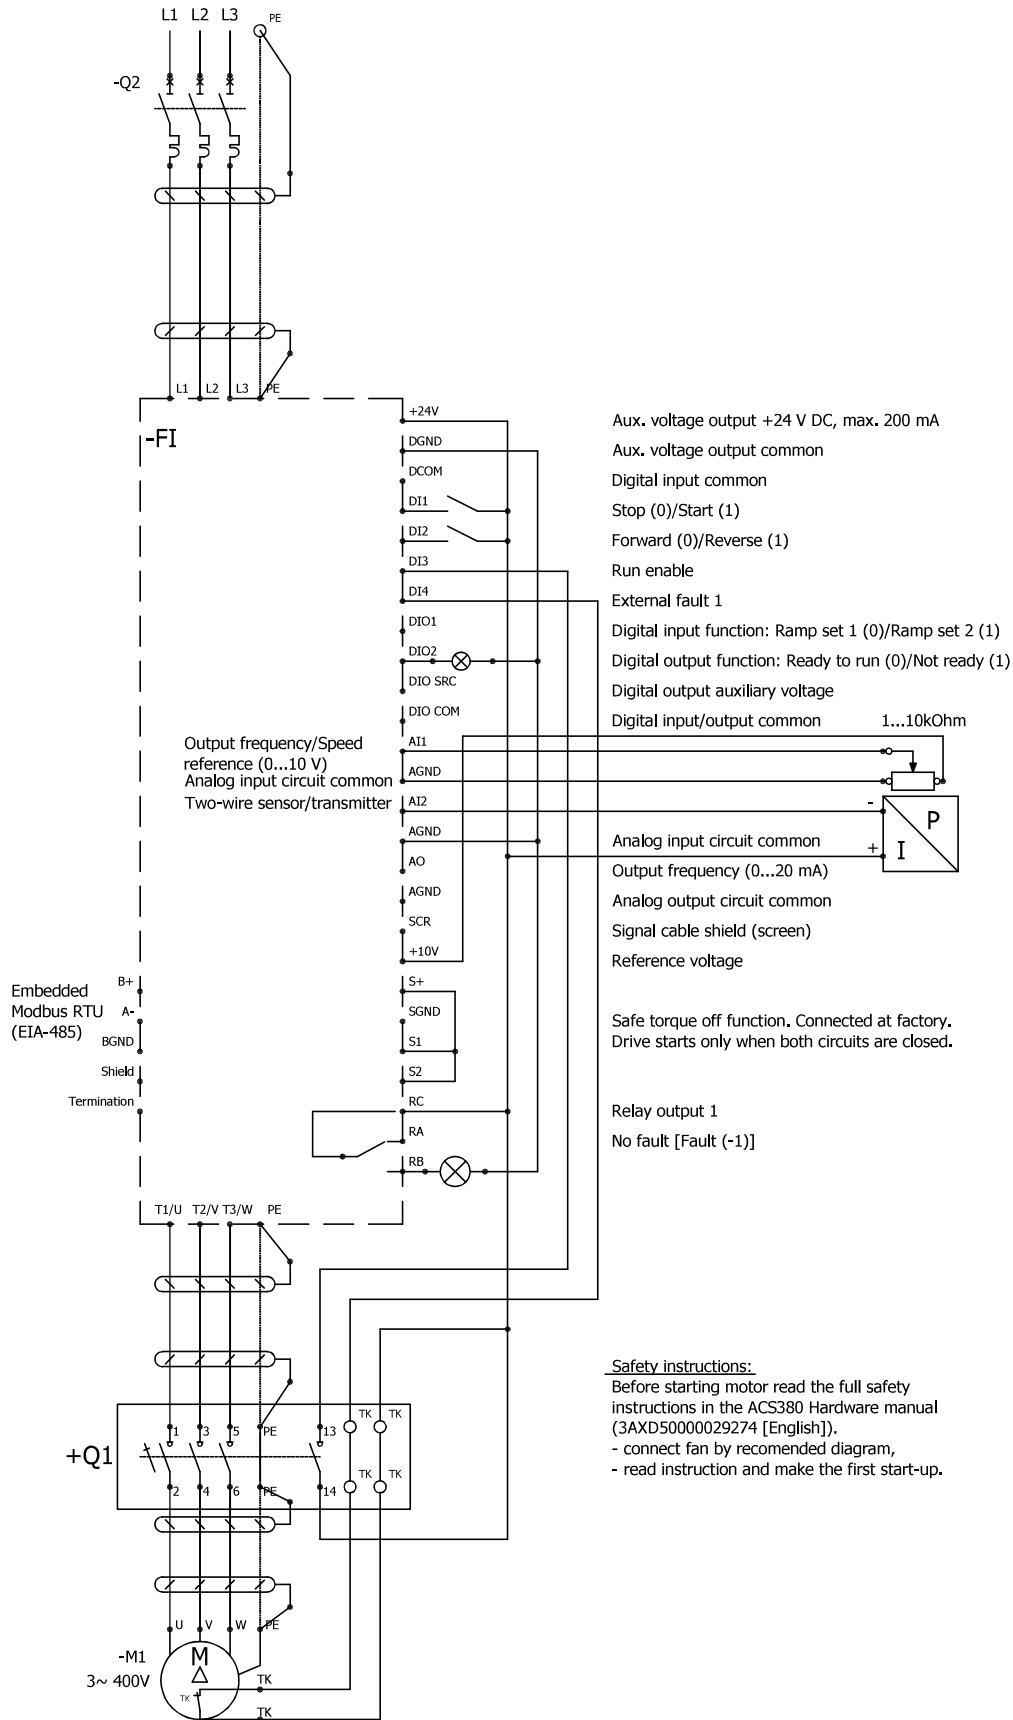 L1 L2 L3 PE
-Q2
L1 L2 L3 PE
-FI
+24V Aux. voltage output +24 V DC, max. 200 mA
DGND Aux. voltage output common
DCOM Digital input common
DI1 Stop (0)/Start (1)
DI2 Forward (0)/Reverse (1)
DI3 Run enable
DI4 External fault 1
DIO1 Digital input function: Ramp set 1 (0)/Ramp set 2 (1)
DIO2 Digital output function: Ready to run (0)/Not ready (1)
DIO SRC Digital output auxiliary voltage
DIO COM Digital input/output common 1...10kOhm
Output frequency/Speed AI1
reference (0...10 V)
Analog input circuit common AGND
Two-wire sensor/transmitter AI2 - P
AGND Analog input circuit common + I
AO Output frequency (0...20 mA)
AGND Analog output circuit common
SCR Signal cable shield (screen)
+10V Reference voltage
B+ S+
Embedded
Modbus RTU
(EIA-485)
A- SGND
Safe torque off function. Connected at factory.
BGND S1
Drive starts only when both circuits are closed.
Shield S2
Termination RC Relay output 1
RA No fault [Fault (-1)]
RB
T1/U T2/V T3/W PE
Safety instructions:
Before starting motor read the full safety
instructions in the ACS380 Hardware manual
(3AXD50000029274 [English]).
- connect fan by recomended diagram,
- read instruction and make the first start-up.
TK TK
1 3 5 PE 13
+Q1
TK TK
2 4 6 PE 14
U V W PE
-M1
3~ 400V
M
TK
TK
TK